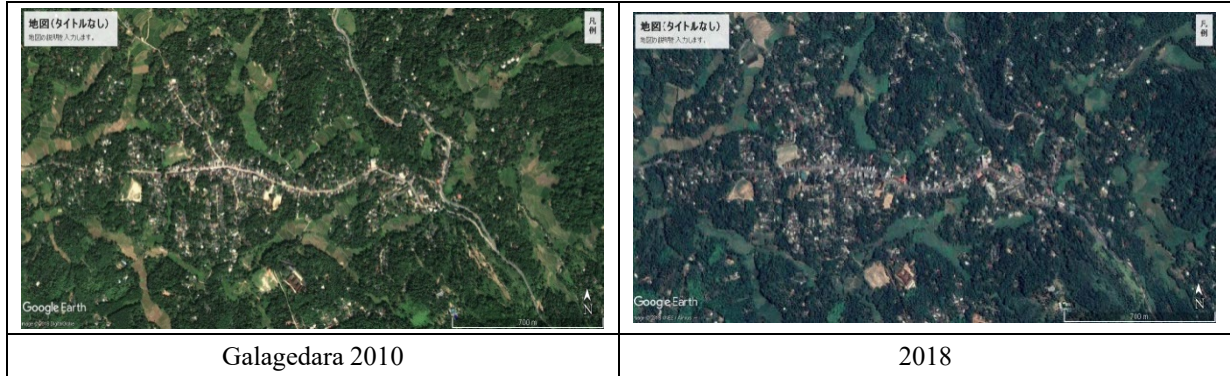 地図(タイトルなし)
地図の説明を入力します。
凡例
Google Earth
N
700 m
地図(タイトルなし)
地図の説明を入力します。
凡例
Google Earth
N
700 m
Galagedara 2010
2018